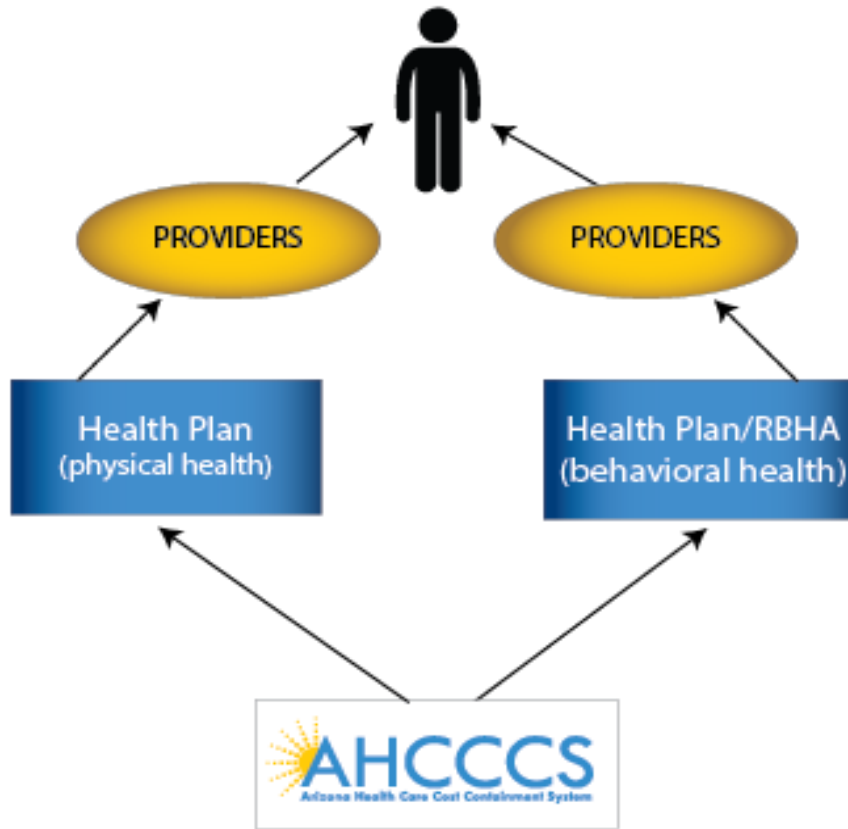 PROVIDERS
PROVIDERS
Health Plan
(physical health)
Health Plan/RBHA
(behavioral health)
AHCCCS
Arizona Health Care Cost Containment System